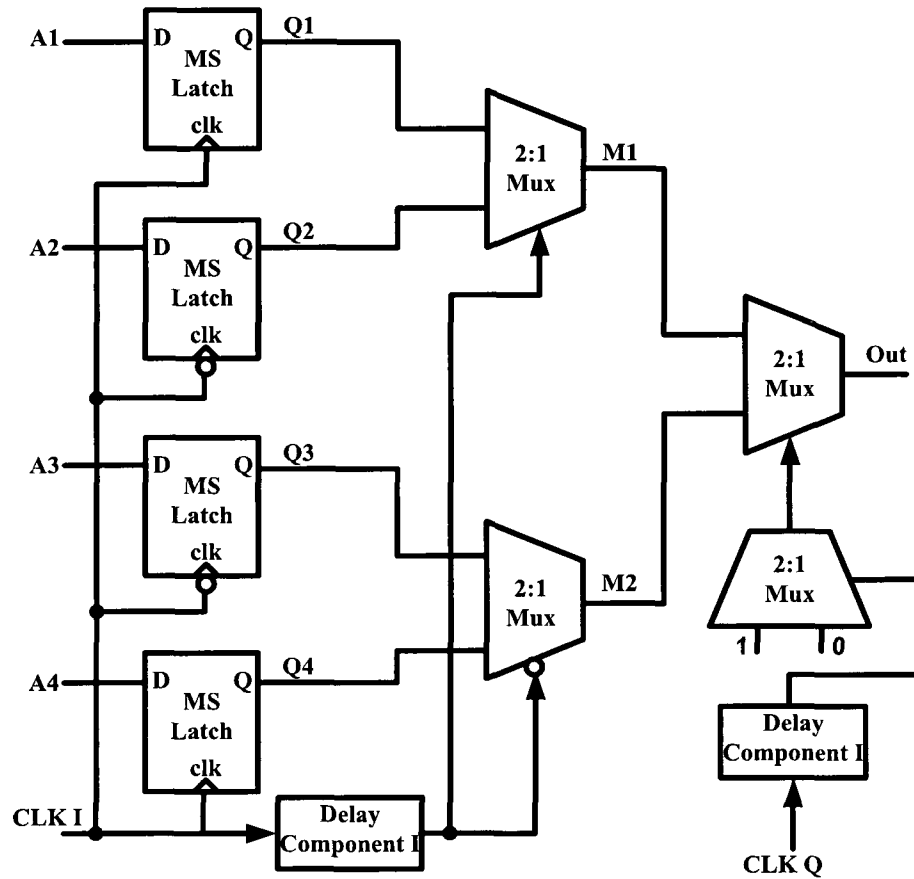 A1
D
Q
MS
Latch
clk
Q1
2:1
Mux
M1
A2
D
Q
MS
Latch
clk
Q2
2:1
Mux
Out
A3
D
Q
MS
Latch
clk
Q3
2:1
Mux
M2
2:1
Mux
1
0
A4
D
Q
MS
Latch
clk
Q4
CLK I
Delay
Component I
Delay
Component I
CLK Q